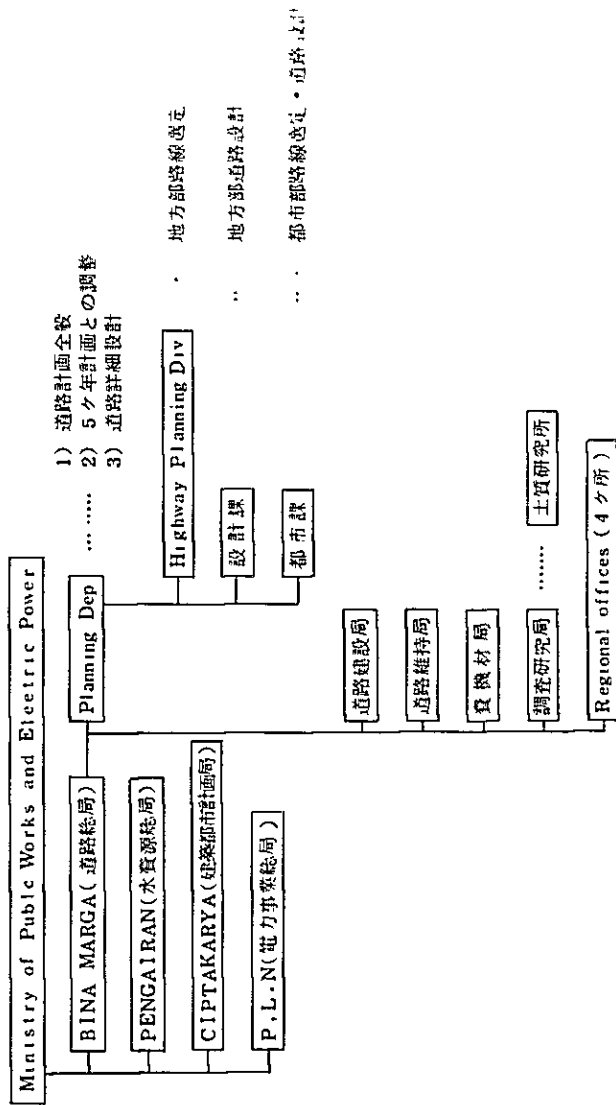 Ministry of Publc Works and Electric Power
BINA MARGA(道路総局)
PENGAIRAN(水資源総局)
CIPTAKARYA(建築都市計画局)
P.L.N(電力事業総局)
Planning Dep ………
1) 道路計画全般
2) 5ケ年計画との調整
3) 道路詳細設計
Highway Planning Div . 地方部路線選定
設計課 .. 地方部道路設計
都市課 .. . 都市部路線選定・道路
道路建設局
道路維持局
資機材局
調査研究局 ……… 土質研究所
Regional offices (4ケ所)